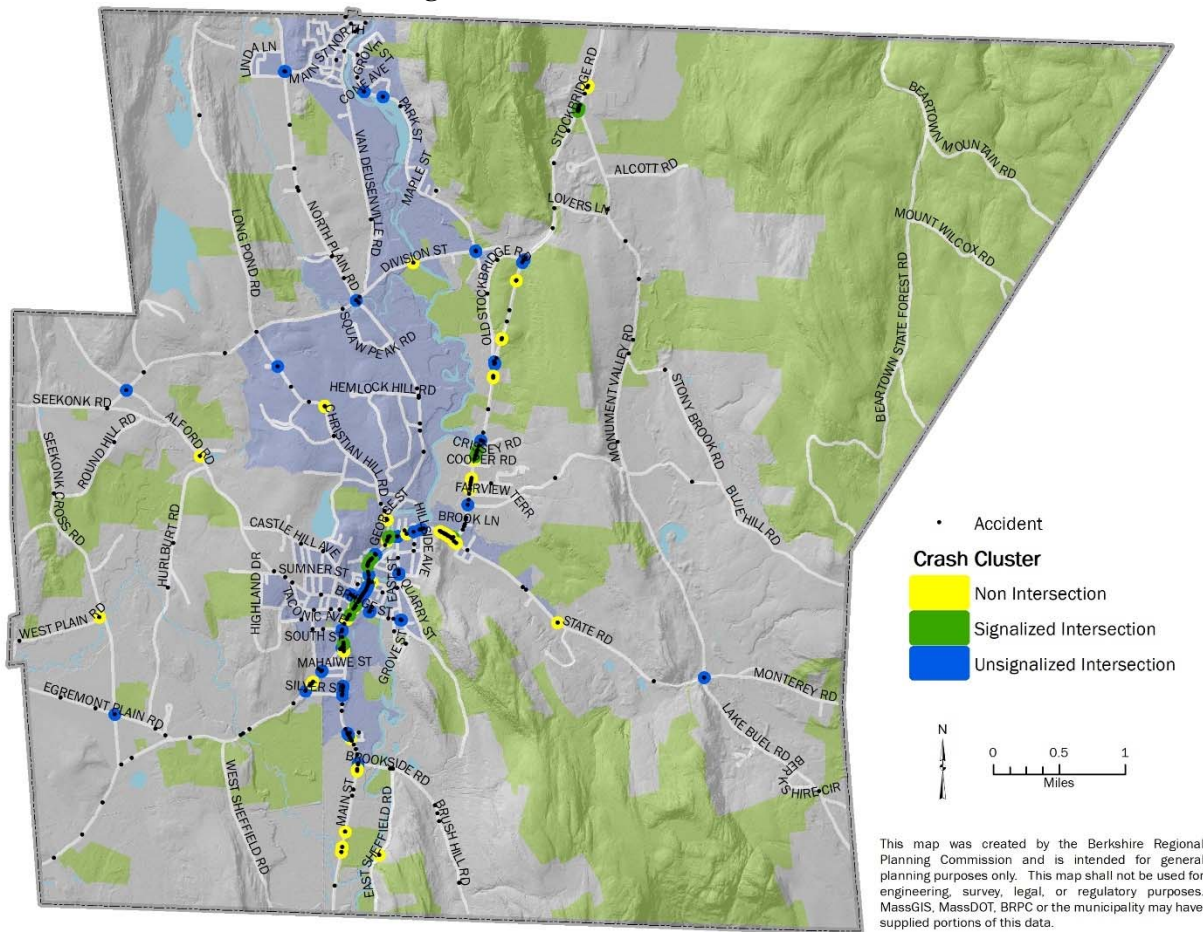 LINDA LN
MAIN ST NORTH
GROVE ST
CONE AVE
PARK ST
STOCKBRIDGE RD
BEARTOWN MOUNTAIN RD
VAN DEUSENVILLE RD
MAPLE ST
ALCOTT RD
LOVERS LN
LONG POND RD
NORTH PLAIN RD
DIVISION ST
MOUNT WILCOX RD
BEARTOWN STATE FOREST RD
OLD STOCKBRIDGE RD
SQUAW PEAK RD
MONUMENT VALLEY RD
HEMLOCK HILL RD
STONY BROOK RD
SEEKONK RD
ROUND HILL RD
ALFORD RD
CHRISTIAN HILL RD
SEEKONK CROSS RD
CRISSEY RD
COOPER RD
FAIRVIEW TERR
BLUE HILL RD
GEORGE ST
HILLSIDE AVE
BROOK LN
CASTLE HILL AVE
HURLBURT RD
HIGHLAND DR
SUMNER ST
EAST ST
QUARRY ST
TACONIC AVE
WEST PLAIN RD
SOUTH ST
GROVE ST
STATE RD
MAHAIWE ST
SILVER ST
EGREMONT PLAIN RD
MONTEREY RD
LAKE BUEL RD
BERKSHIRE CIR
BROOKSIDE RD
WEST SHEFFIELD RD
MAIN ST
EAST SHEFFIELD RD
BRUSH HILL RD
Accident
Crash Cluster
Non Intersection
Signalized Intersection
Unsignalized Intersection
N
0 0.5 1
Miles
This map was created by the Berkshire Regional
Planning Commission and is intended for general
planning purposes only. This map shall not be used for
engineering, survey, legal, or regulatory purposes.
MassGIS, MassDOT, BRPC or the municipality may have
supplied portions of this data.